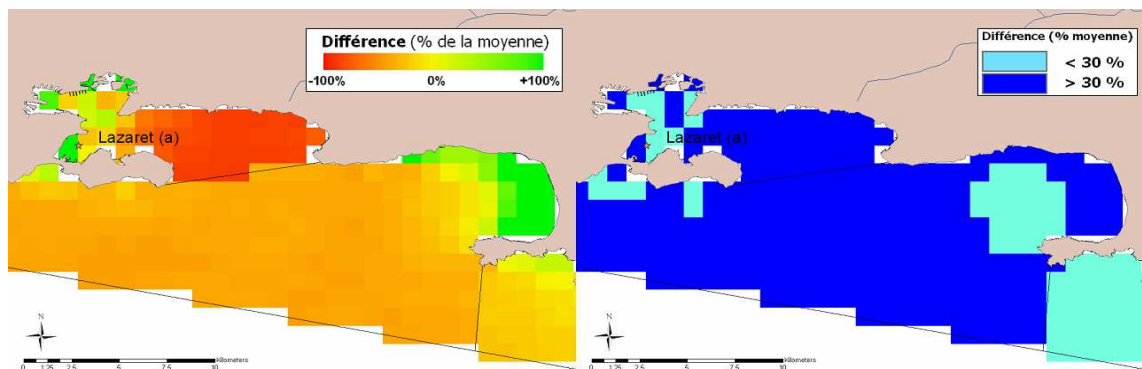 Différence (% de la moyenne)
-100% 0% +100%
Lazaret (a)
N
Kilometers
0 1.25 2.5 5 7.5 10
Différence (% moyenne)
< 30 %
> 30 %
Lazaret (a)
N
Kilometers
0 1.25 2.5 5 7.5 10